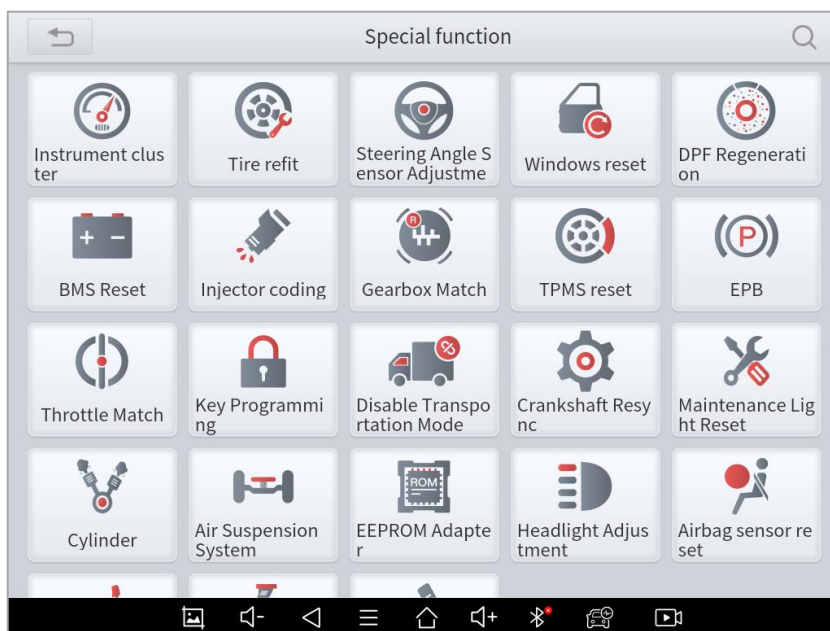 Special function
Instrument clus
ter
Tire refit
Steering Angle S
ensor Adjustme
Windows reset
DPF Regenerati
on
BMS Reset
Injector coding
R
Gearbox Match
TPMS reset
P
EPB
Throttle Match
Key Programmi
ng
Disable Transpo
rtation Mode
Crankshaft Resy
nc
Maintenance Lig
ht Reset
Cylinder
Air Suspension
System
ROM
EEPROM Adapte
r
Headlight Adjus
tment
Airbag sensor re
set